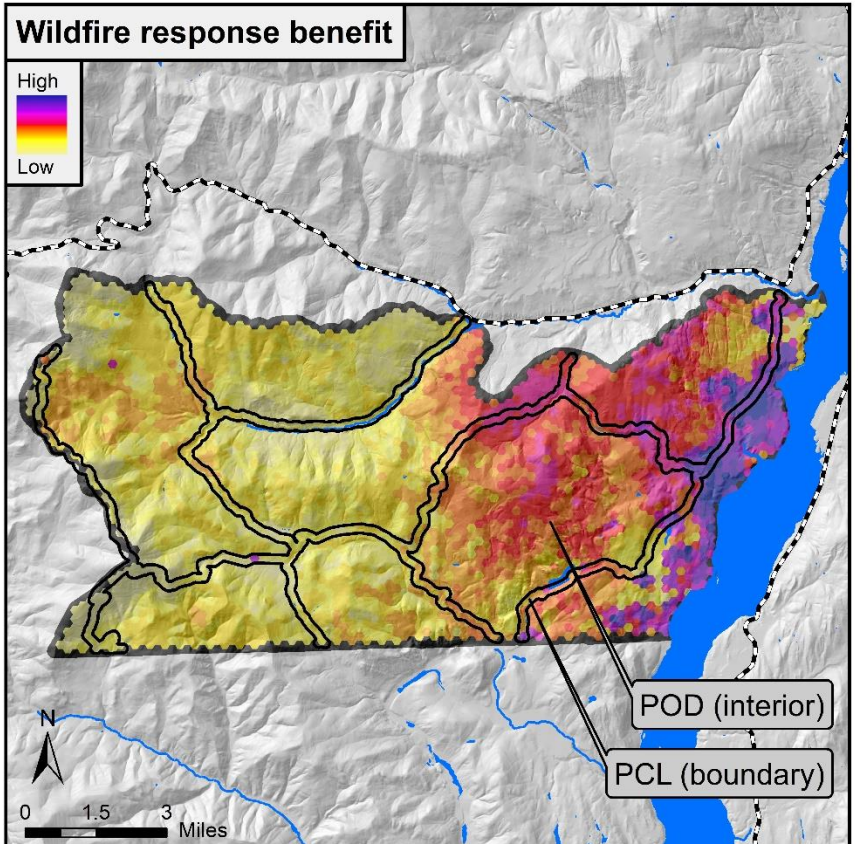 Wildfire response benefit
High
Low
POD (interior)
PCL (boundary)
N
0 1.5 3
Miles